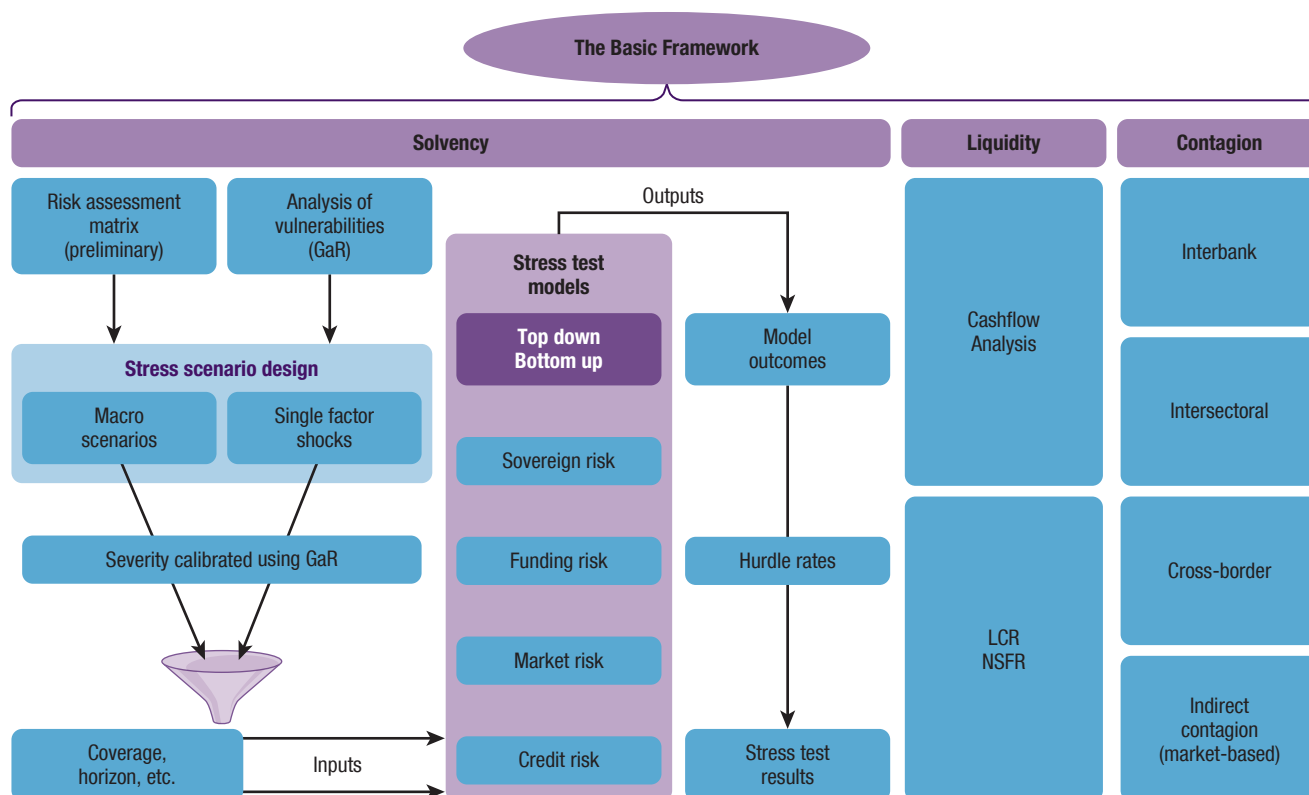 The Basic Framework
Solvency
Liquidity
Contagion
Risk assessment
matrix
(preliminary)
Analysis of
vulnerabilities
(GaR)
Stress scenario design
Macro
scenarios
Single factor
shocks
Severity calibrated using GaR
Coverage,
horizon, etc.
Inputs
Stress test
models
Top down
Bottom up
Sovereign risk
Funding risk
Market risk
Credit risk
Outputs
Model
outcomes
Hurdle rates
Stress test
results
Cashflow
Analysis
LCR
NSFR
Interbank
Intersectoral
Cross-border
Indirect
contagion
(market-based)